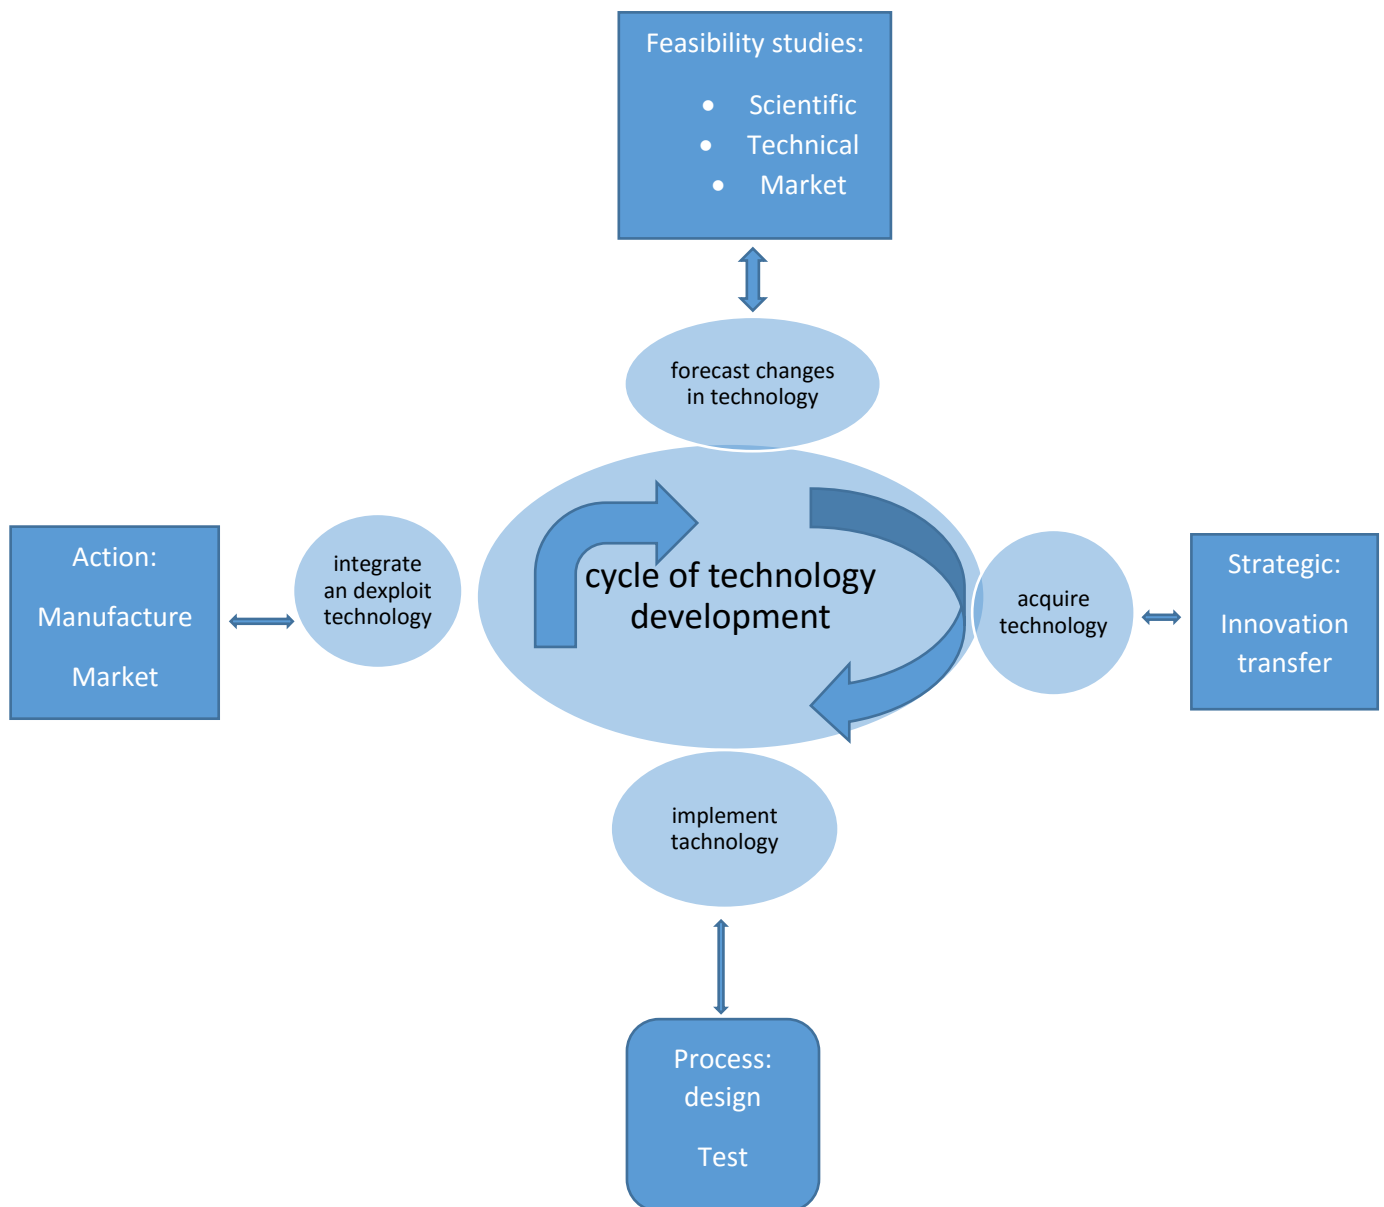 Feasibility studies:
• Scientific
• Technical
• Market
forecast changes
in technology
cycle of technology
development
integrate
an dexploit
technology
Action:
Manufacture
Market
acquire
technology
Strategic:
Innovation
transfer
implement
tachnology
Process:
design
Test